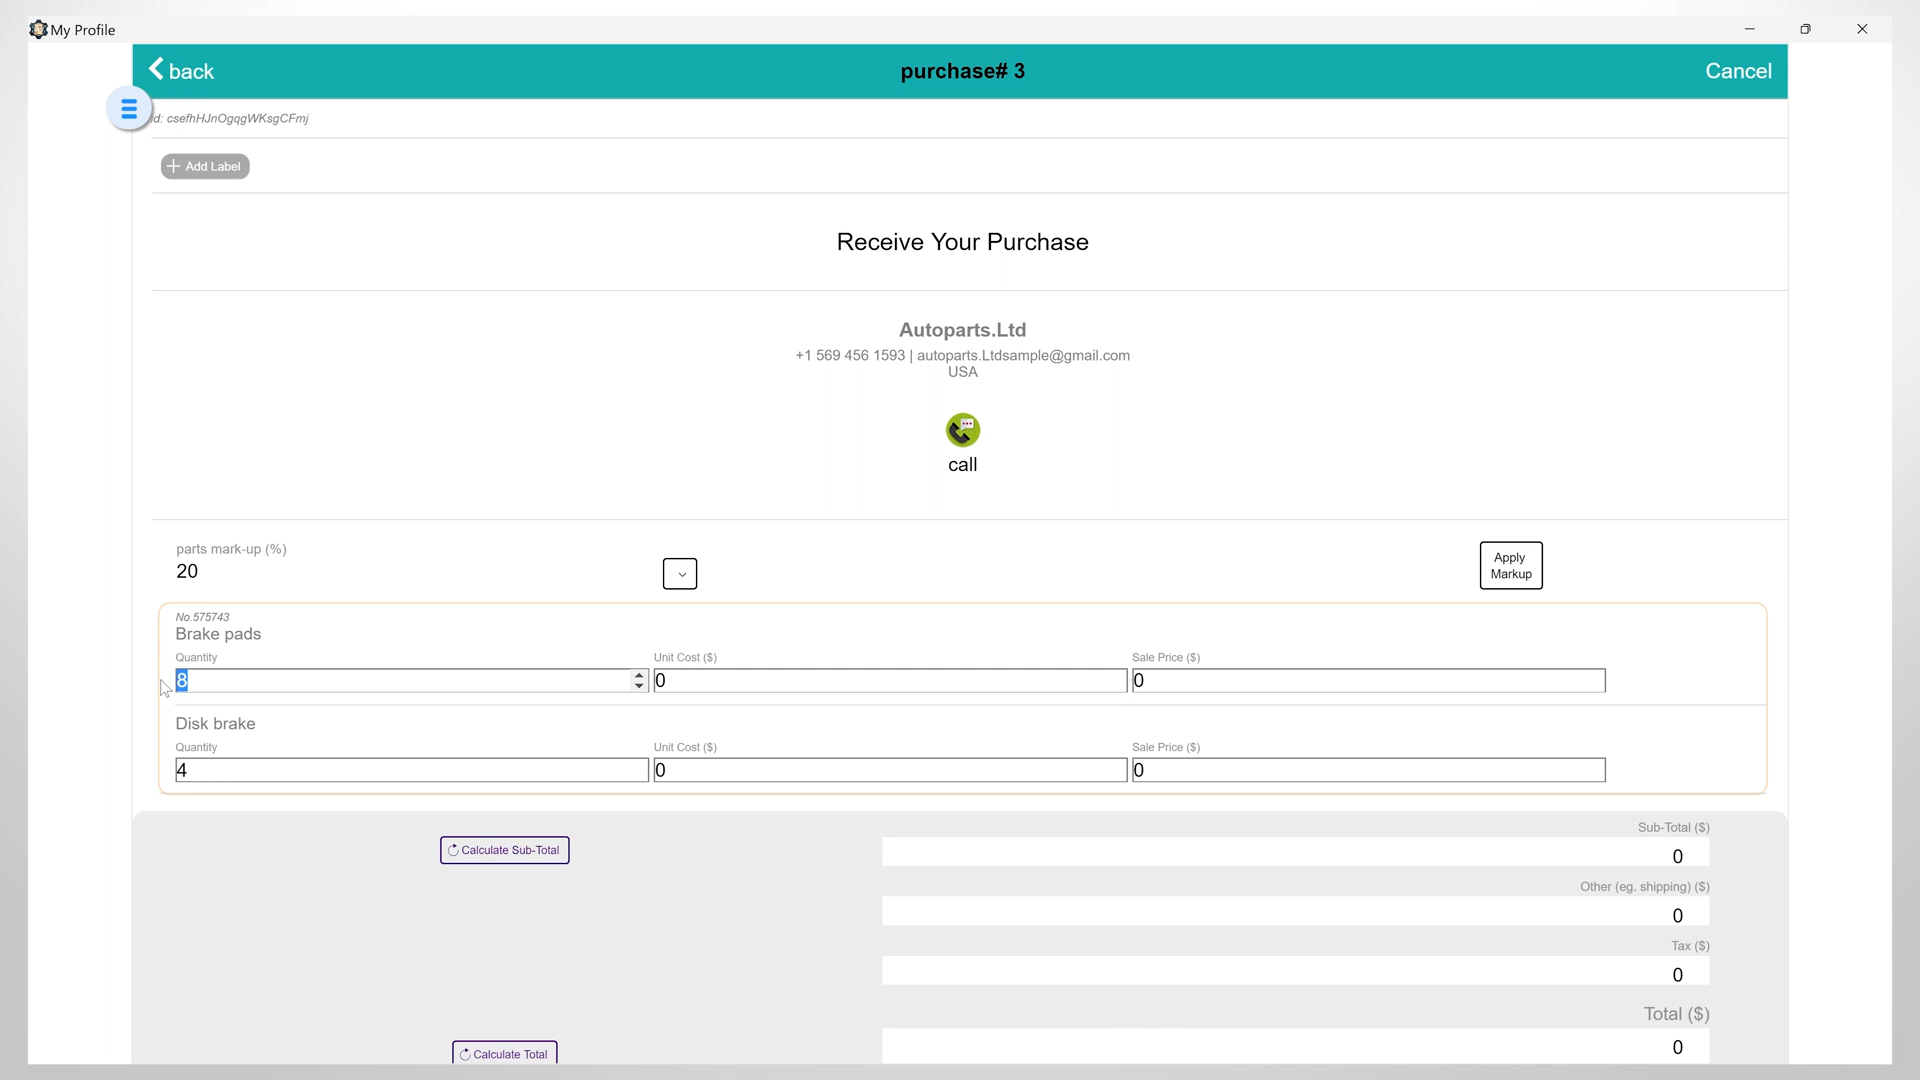 My Profile
back
purchase# 3
Cancel
d: csefhHJnOgqgWKsgCFmj
Add Label
Receive Your Purchase
Autoparts.Ltd
+1 569 456 1593 | autoparts.Ltdsample@gmail.com
USA
call
parts mark-up (%)
20
Apply
Markup
No.575743
Brake pads
Quantity Unit Cost ($) Sale Price ($)
8 0 0
Disk brake
Quantity Unit Cost ($) Sale Price ($)
4 0 0
Sub-Total ($)
Calculate Sub-Total
0
Other (eg. shipping) ($)
0
Tax ($)
0
Total ($)
Calculate Total
0